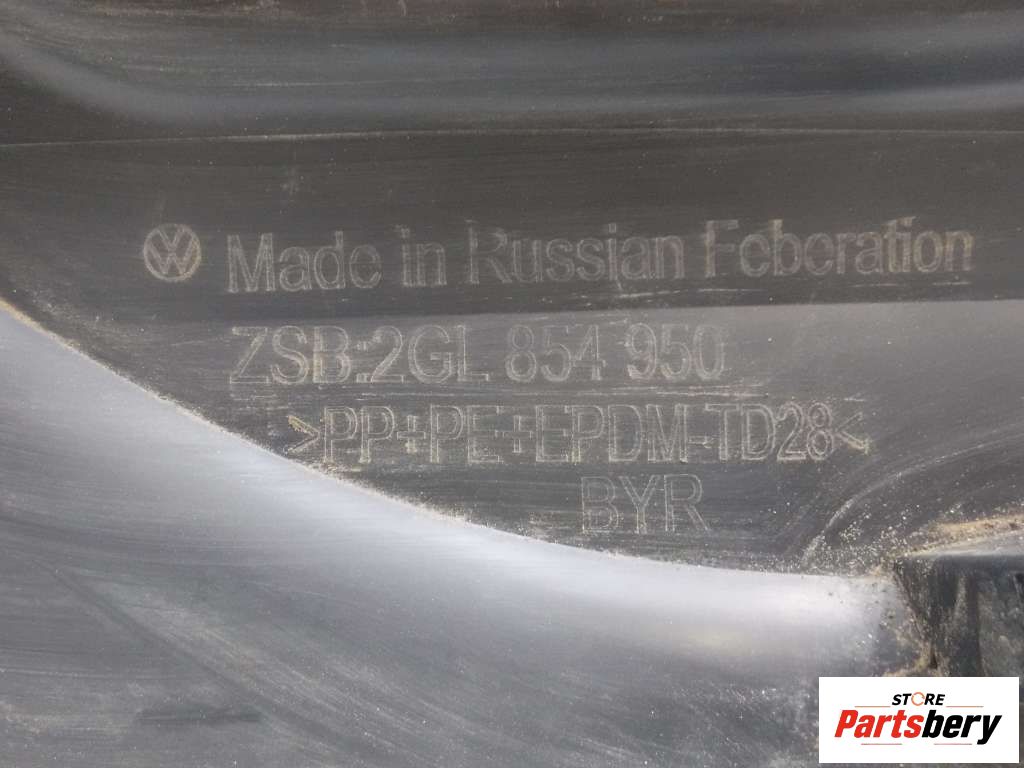 Made in Russian Feberation
ZSB:2GL 854 950
>PP+PE+EPDM-TD28<
BYR
STORE
Partsbery